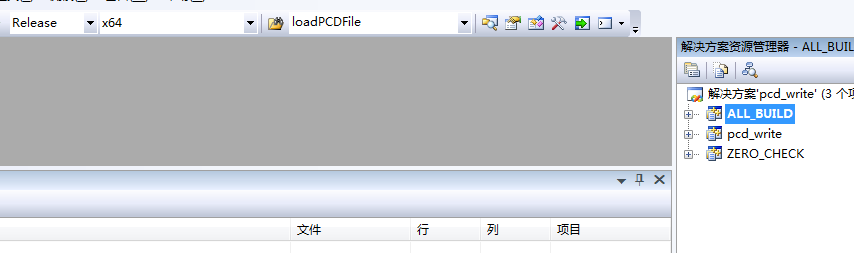 Release x64 loadPCDFile
解决方案资源管理器 - ALL_BUIL
解决方案'pcd_write' (3 个项
ALL_BUILD
pcd_write
ZERO_CHECK
文件 行 列 项目